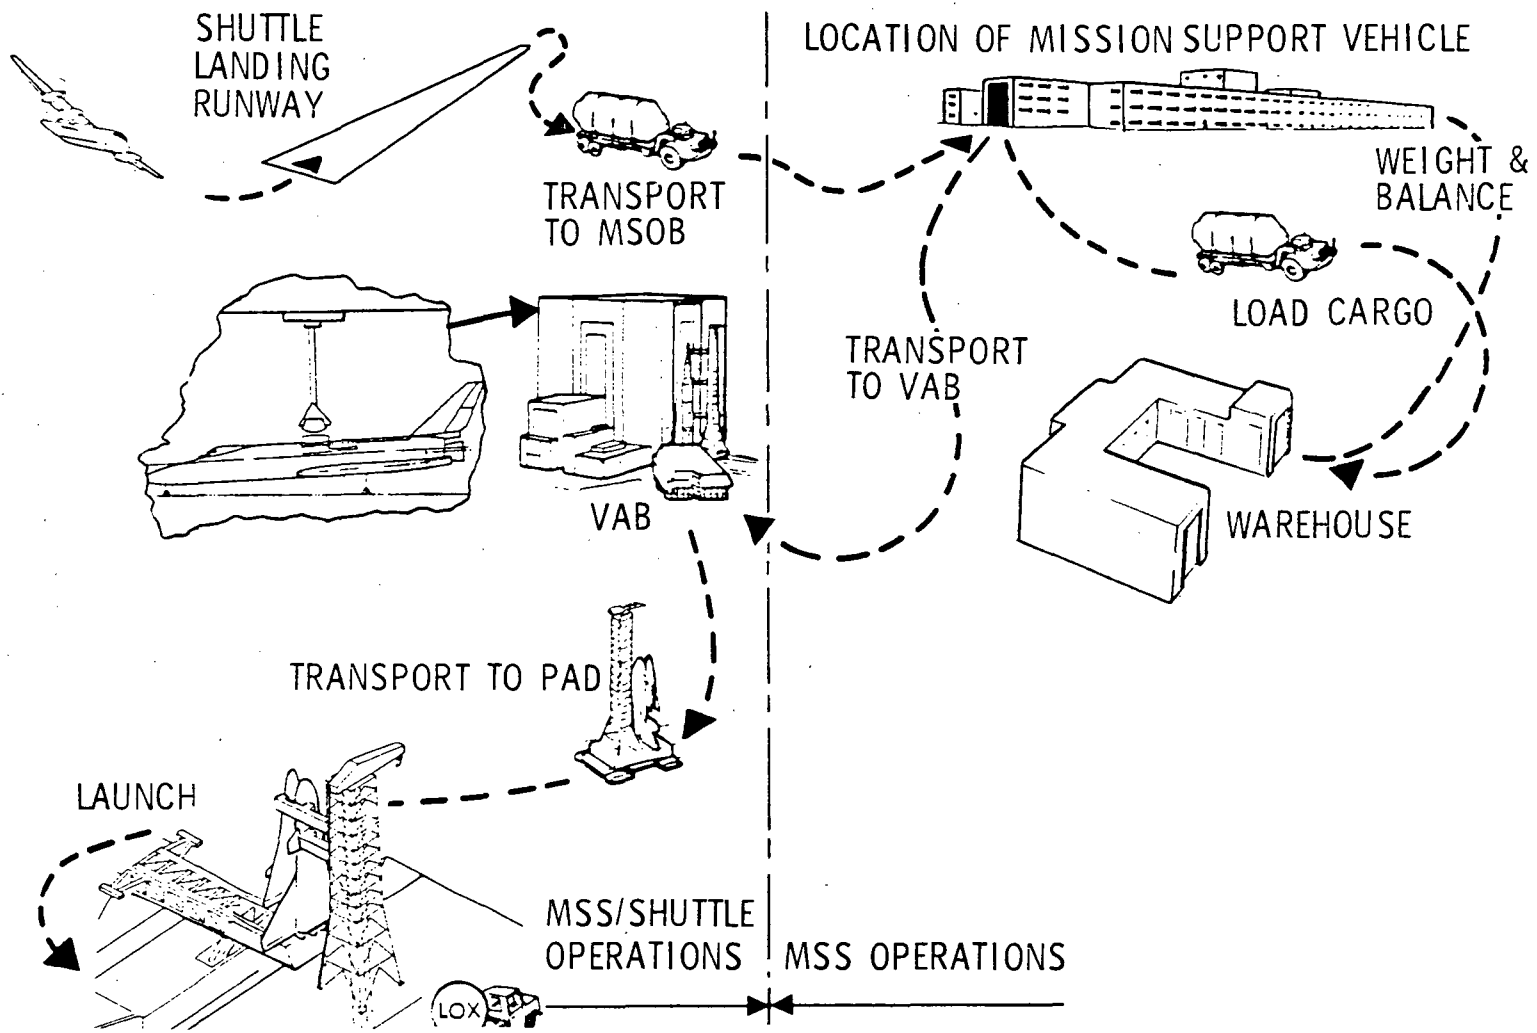 SHUTTLE
LANDING
RUNWAY
LOCATION OF MISSION SUPPORT VEHICLE
TRANSPORT
TO MSOB
WEIGHT &
BALANCE
LOAD CARGO
TRANSPORT
TO VAB
VAB
WAREHOUSE
TRANSPORT TO PAD
LAUNCH
MSS/SHUTTLE
OPERATIONS
MSS OPERATIONS
LOX